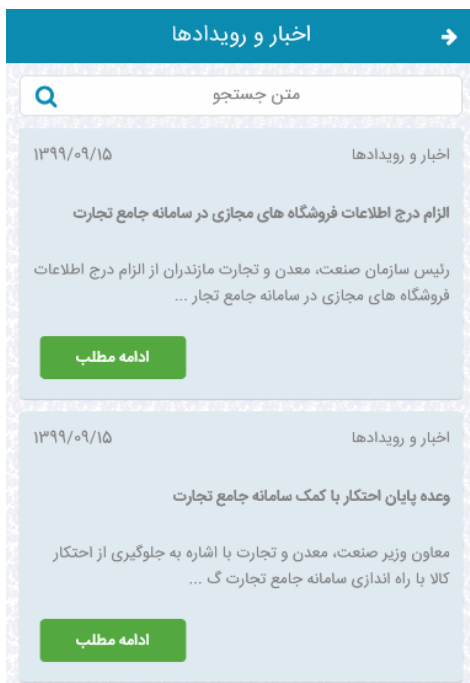 اخبار و رویدادها
متن جستجو
اخبار و رویدادها ۱۳۹۹/۰۹/۱۵
الزام درج اطلاعات فروشگاه های مجازی در سامانه جامع تجارت
رئیس سازمان صنعت، معدن و تجارت مازندران از الزام درج اطلاعات
فروشگاه های مجازی در سامانه جامع تجار ...
ادامه مطلب
اخبار و رویدادها ۱۳۹۹/۰۹/۱۵
وعده پایان احتکار با کمک سامانه جامع تجارت
معاون وزیر صنعت، معدن و تجارت با اشاره به جلوگیری از احتکار
کالا با راه اندازی سامانه جامع تجارت گ ...
ادامه مطلب